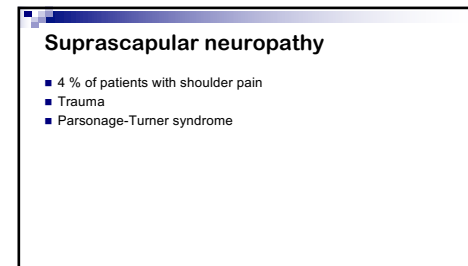 Suprascapular neuropathy
4 % of patients with shoulder pain
Trauma
Parsonage-Turner syndrome